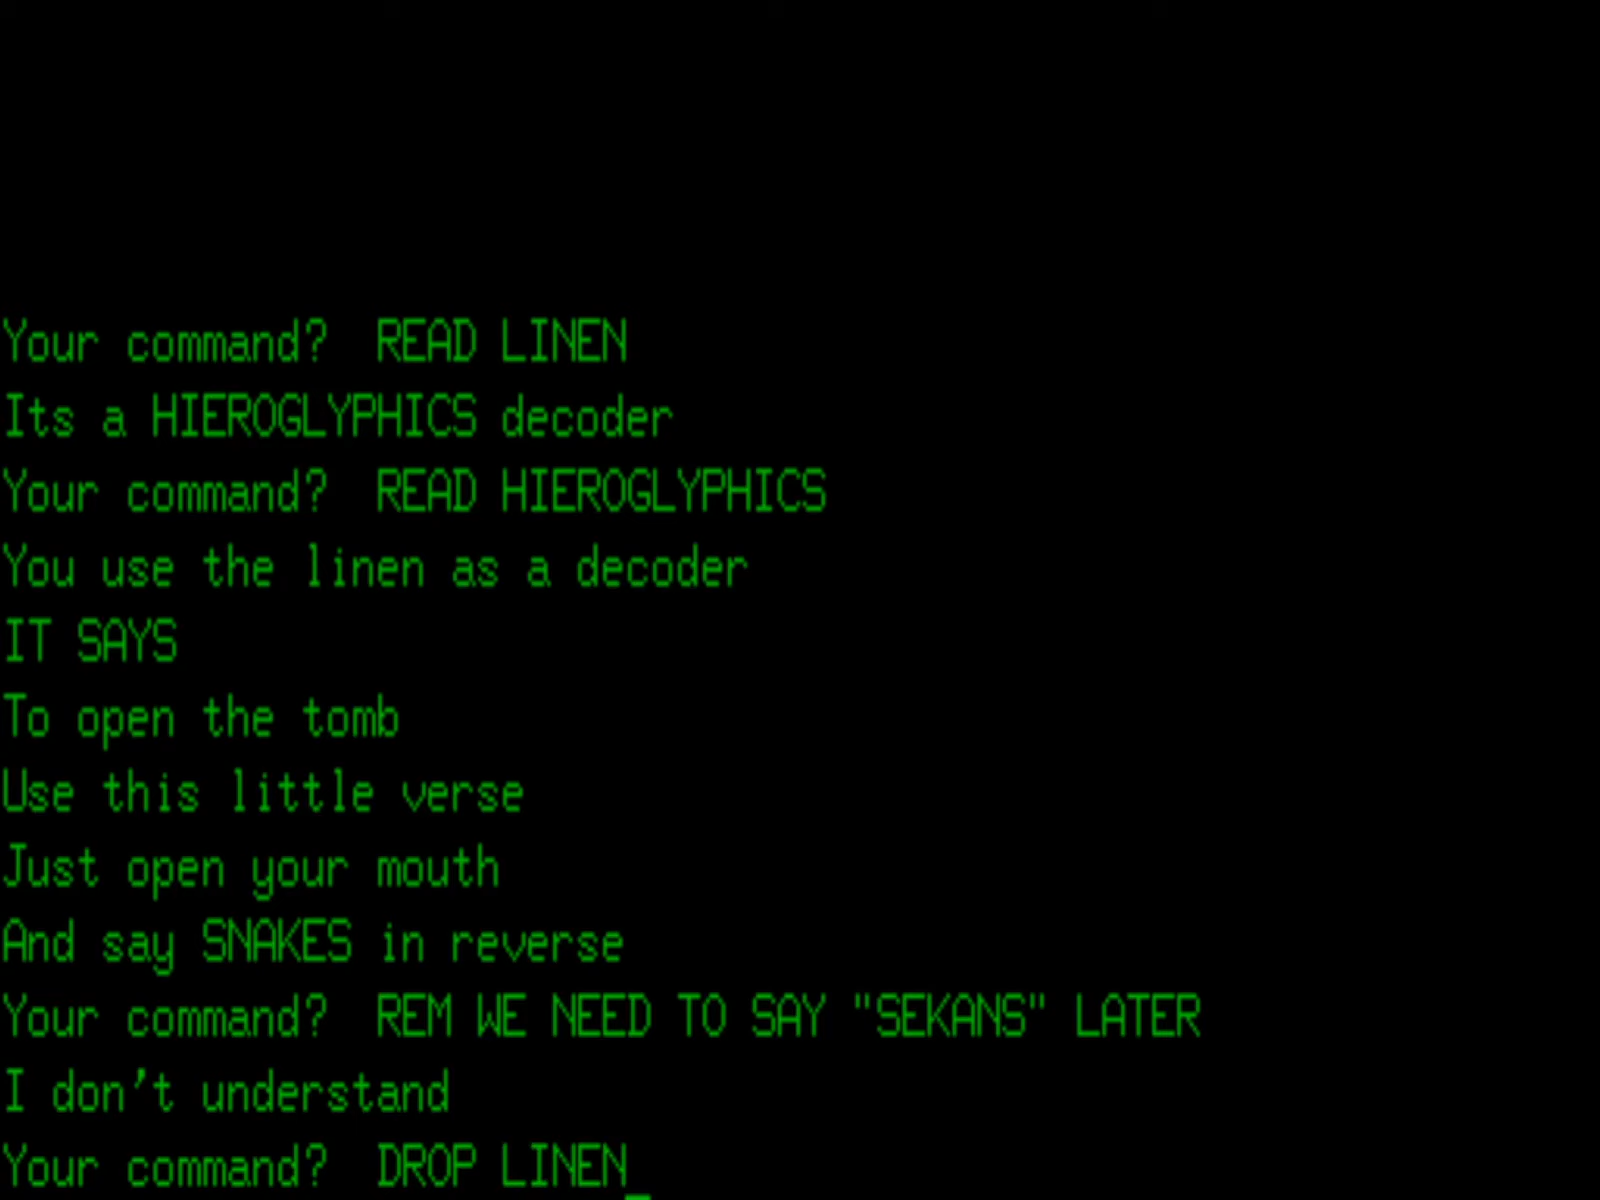 Your command?  READ LINEN
Its a HIEROGLYPHICS decoder
Your command?  READ HIEROGLYPHICS
You use the linen as a decoder
IT SAYS
To open the tomb
Use this little verse
Just open your mouth
And say SNAKES in reverse
Your command?  REM WE NEED TO SAY "SEKANS" LATER
I don't understand
Your command?  DROP LINEN_